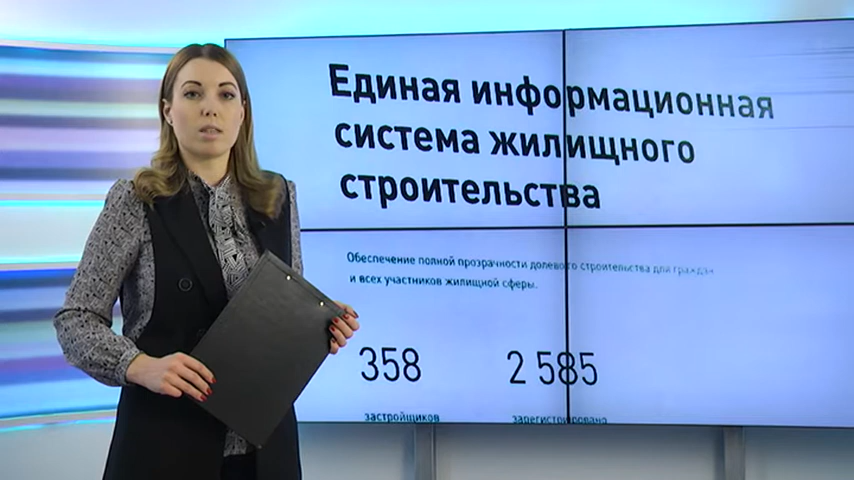 Единая информационная
система жилищного
строительства
Обеспечение полной прозрачности долевого строительства для граждан
и всех участников жилищной сферы.
358 2 585
застройщиков зарегистрировано